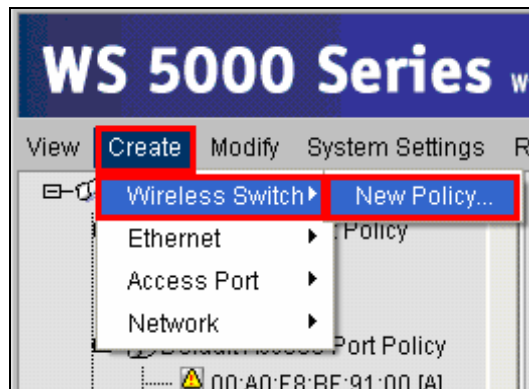 WS 5000 Series W
View Create Modify System Settings R
Wireless Switch New Policy...
Ethernet Policy
Access Port
Network
Port Policy
00:A0:F8:BF:91:00 [A]